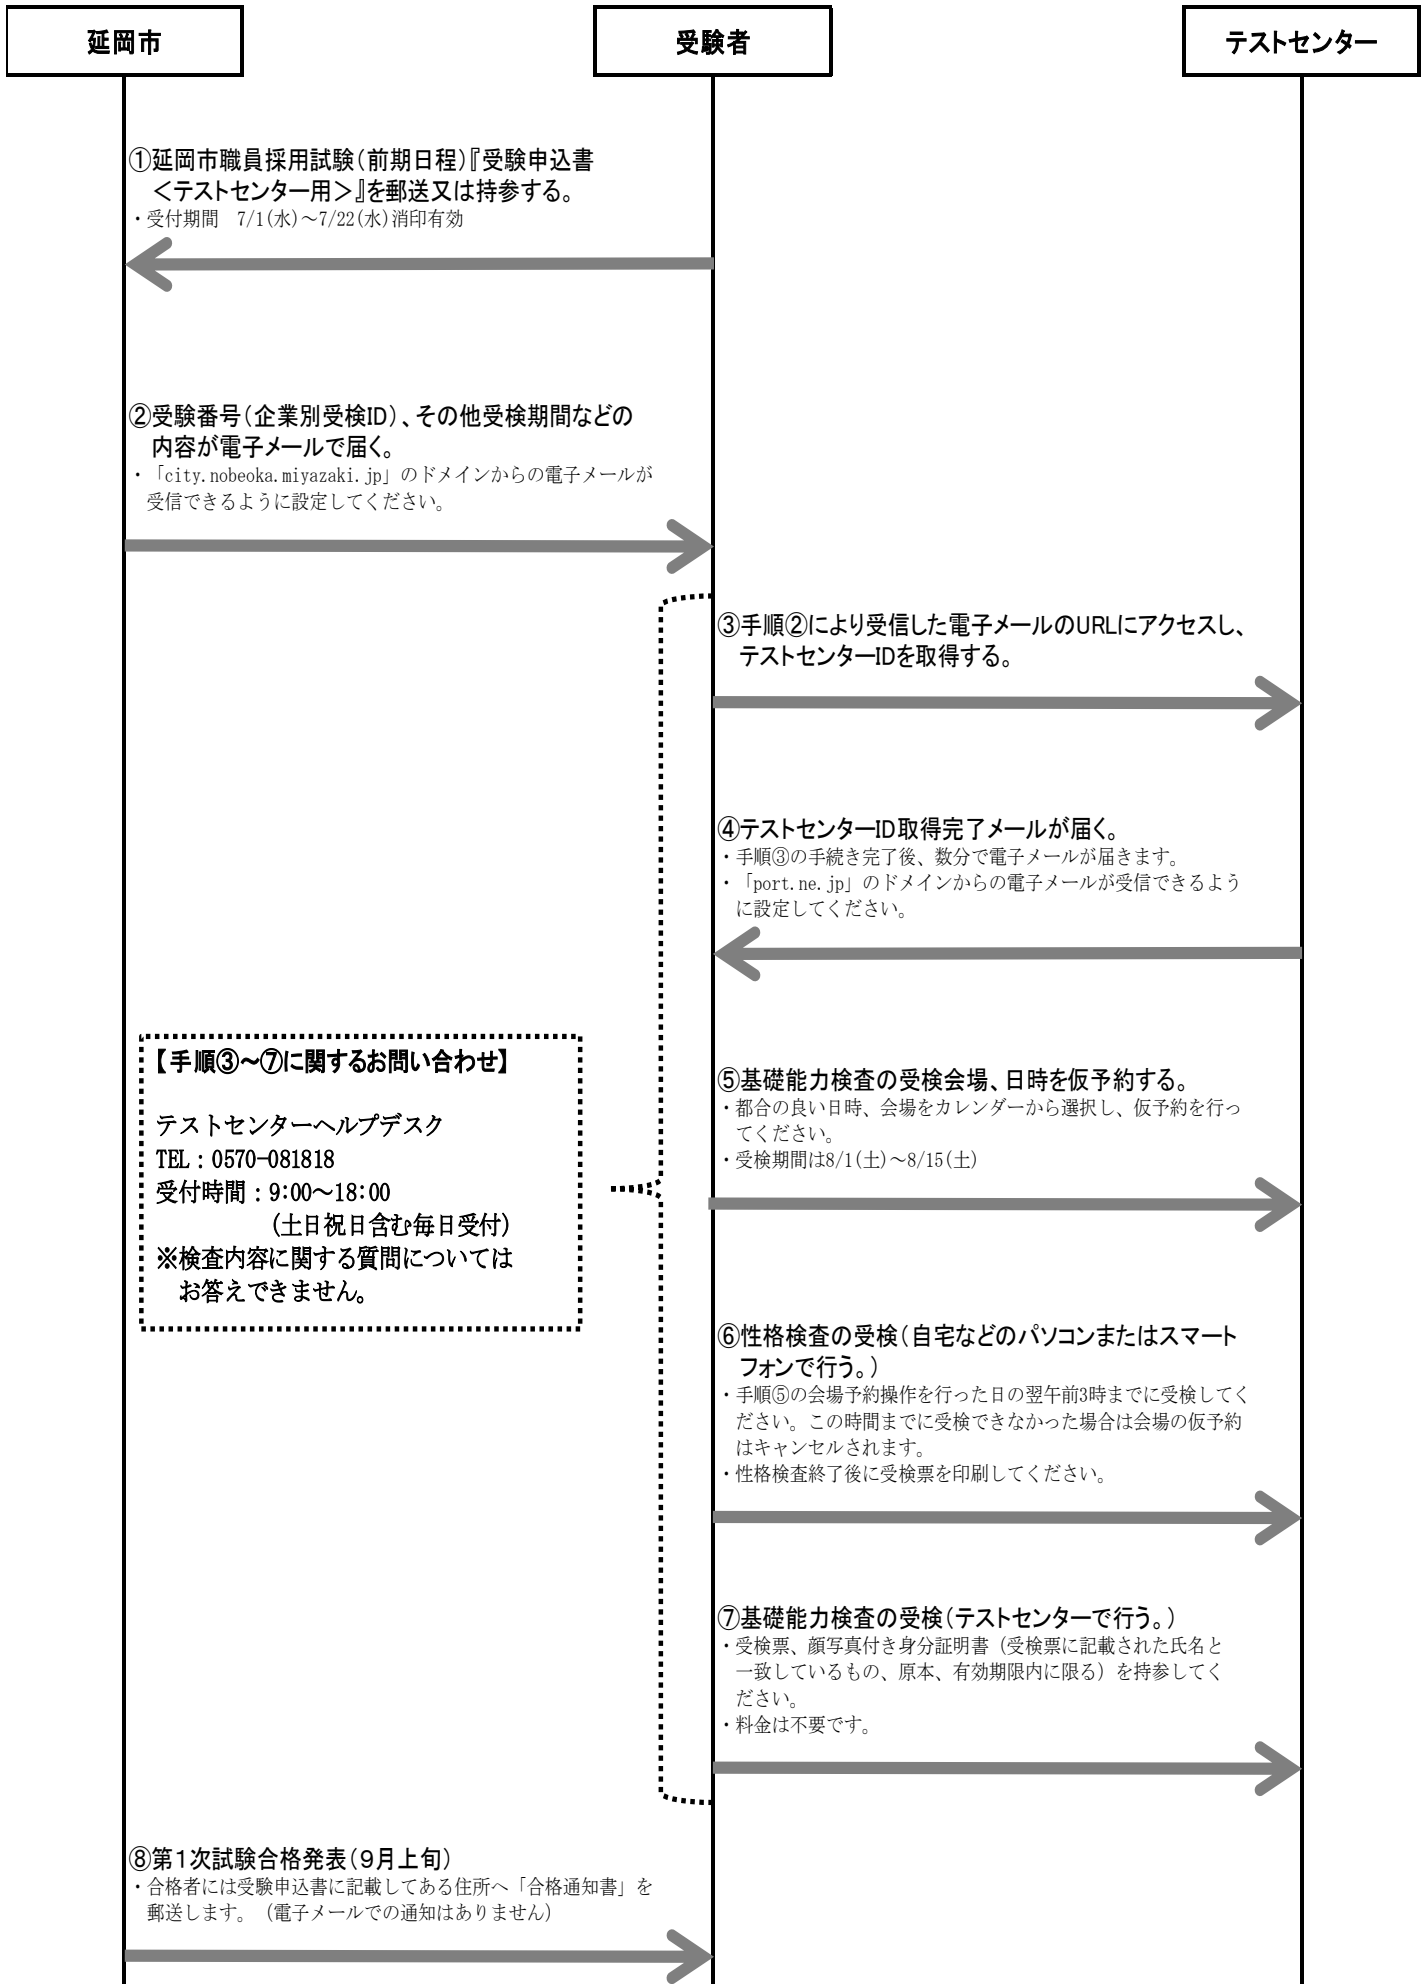 延岡市
受験者
テストセンター
①延岡市職員採用試験（前期日程）『受験申込書
＜テストセンター用＞』を郵送又は持参する。
・受付期間　7/1(水)～7/22(水)消印有効
②受験番号（企業別受検ID）、その他受検期間などの
内容が電子メールで届く。
・「city.nobeoka.miyazaki.jp」のドメインからの電子メールが
受信できるように設定してください。
③手順②により受信した電子メールのURLにアクセスし、
テストセンターIDを取得する。
④テストセンターID取得完了メールが届く。
・手順③の手続き完了後、数分で電子メールが届きます。
・「port.ne.jp」のドメインからの電子メールが受信できるよう
に設定してください。
【手順③～⑦に関するお問い合わせ】
テストセンターヘルプデスク
TEL：0570-081818
受付時間：9:00～18:00
(土日祝日含む毎日受付)
※検査内容に関する質問については
お答えできません。
⑤基礎能力検査の受検会場、日時を仮予約する。
・都合の良い日時、会場をカレンダーから選択し、仮予約を行っ
てください。
・受検期間は8/1(土)～8/15(土)
⑥性格検査の受検（自宅などのパソコンまたはスマート
フォンで行う。）
・手順⑤の会場予約操作を行った日の翌午前3時までに受検してく
ださい。この時間までに受検できなかった場合は会場の仮予約
はキャンセルされます。
・性格検査終了後に受検票を印刷してください。
⑦基礎能力検査の受検（テストセンターで行う。）
・受検票、顔写真付き身分証明書（受検票に記載された氏名と
一致しているもの、原本、有効期限内に限る）を持参してく
ださい。
・料金は不要です。
⑧第１次試験合格発表（９月上旬）
・合格者には受験申込書に記載してある住所へ「合格通知書」を
郵送します。（電子メールでの通知はありません）